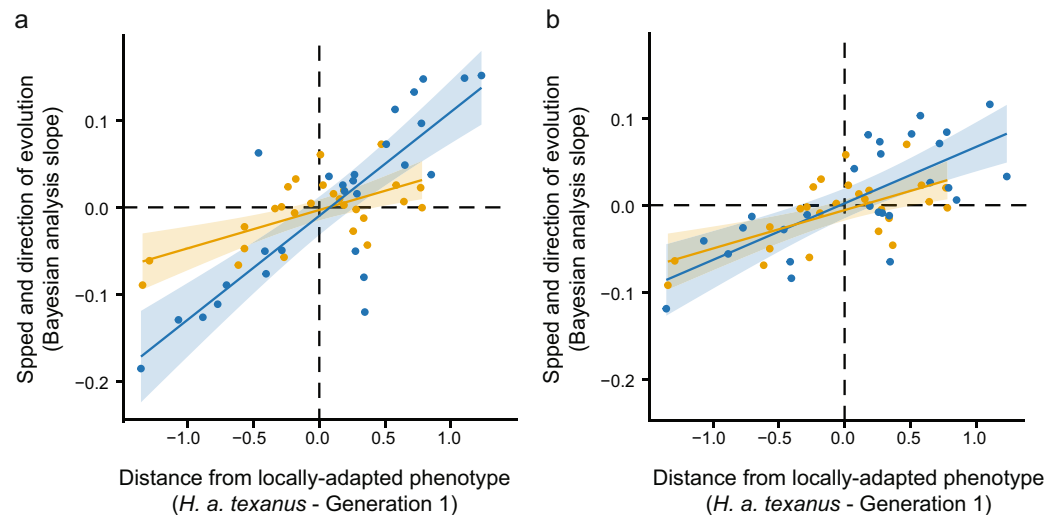 a
Spped and direction of evolution
(Bayesian analysis slope)
0.1
0.0
−0.1
−0.2
−1.0 −0.5 0.0 0.5 1.0
Distance from locally-adapted phenotype
(H. a. texanus - Generation 1)
b
Spped and direction of evolution
(Bayesian analysis slope)
0.1
0.0
−0.1
−0.2
−1.0 −0.5 0.0 0.5 1.0
Distance from locally-adapted phenotype
(H. a. texanus - Generation 1)